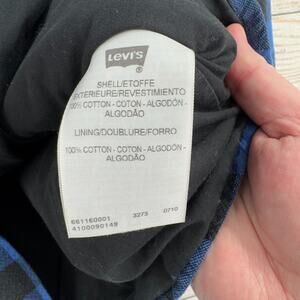 LEVI'S
®
SHELL/ETOFFE
EXTERIEURE/REVESTIMIENTO
100% COTTON - COTON - ALGODÓN -
ALGODÃO
LINING/DOUBLURE/FORRO
100% COTTON - COTON - ALGODÓN -
ALGODÃO
661160001 3273 0710
4100090149